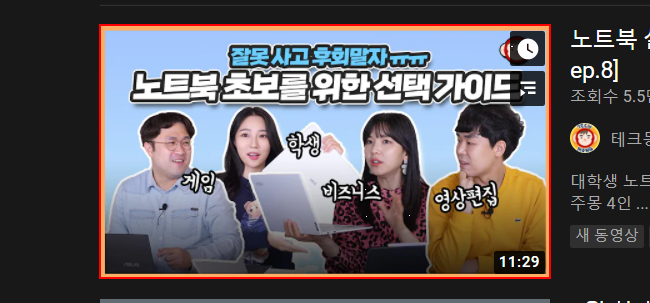 잘못 사고 후회말자 ㅠㅠ
노트북 초보를 위한 선택 가이드
게임
학생
비즈니스
영상편집
11:29
노트북
ep.8]
조회수 5.5만
테크
대학생 노트
주몽 4인 ...
새 동영상